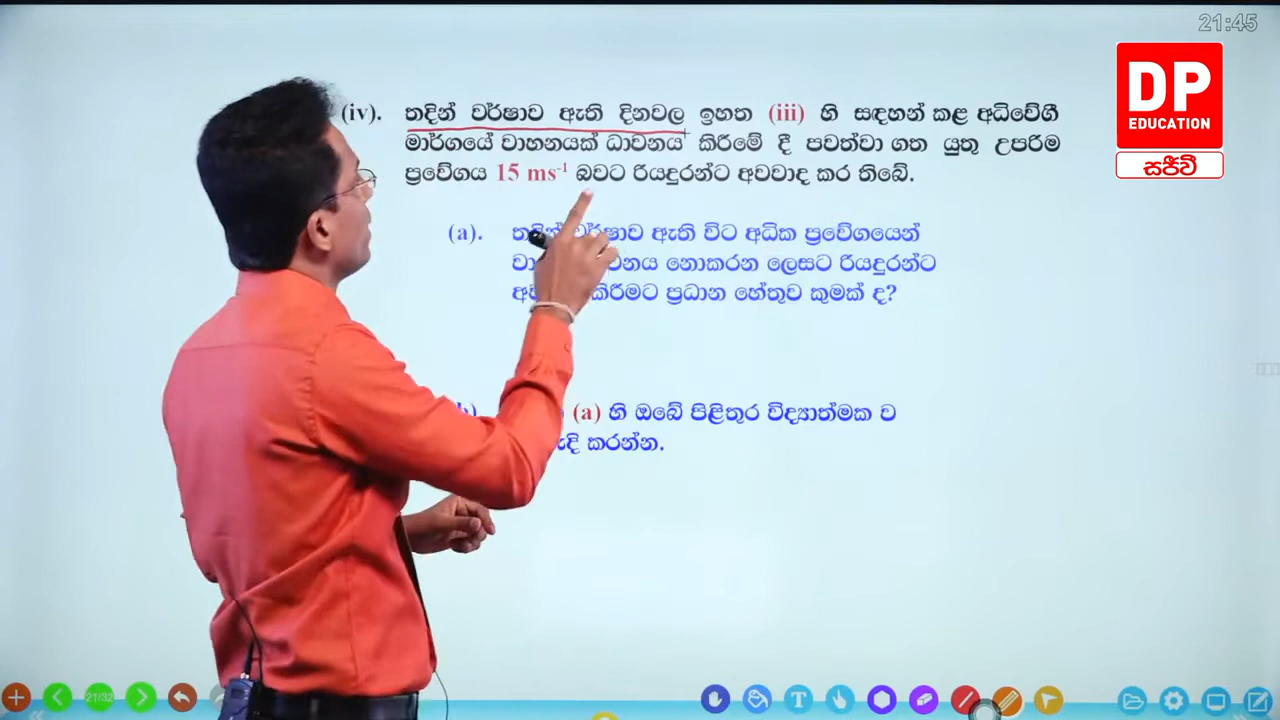 21:45
DP
EDUCATION
සජීවී
(iv). තදින් වර්ෂාව ඇති දිනවල ඉහත (iii) හි සඳහන් කළ අධිවේගී
මාර්ගයේ වාහනයක් ධාවනය කිරීමේ දී පවත්වා ගත යුතු උපරිම
ප්‍රවේගය 15 ms⁻¹ බවට රියදුරන්ට අවවාද කර තිබේ.
(a). වර්ෂාව ඇති විට අධික ප්‍රවේගයෙන්
නොකරන ලෙසට රියදුරන්ට
කිරීමට ප්‍රධාන හේතුව කුමක් ද?
(a) හි ඔබේ පිළිතුර විද්‍යාත්මක ව
කරන්න.
21/32